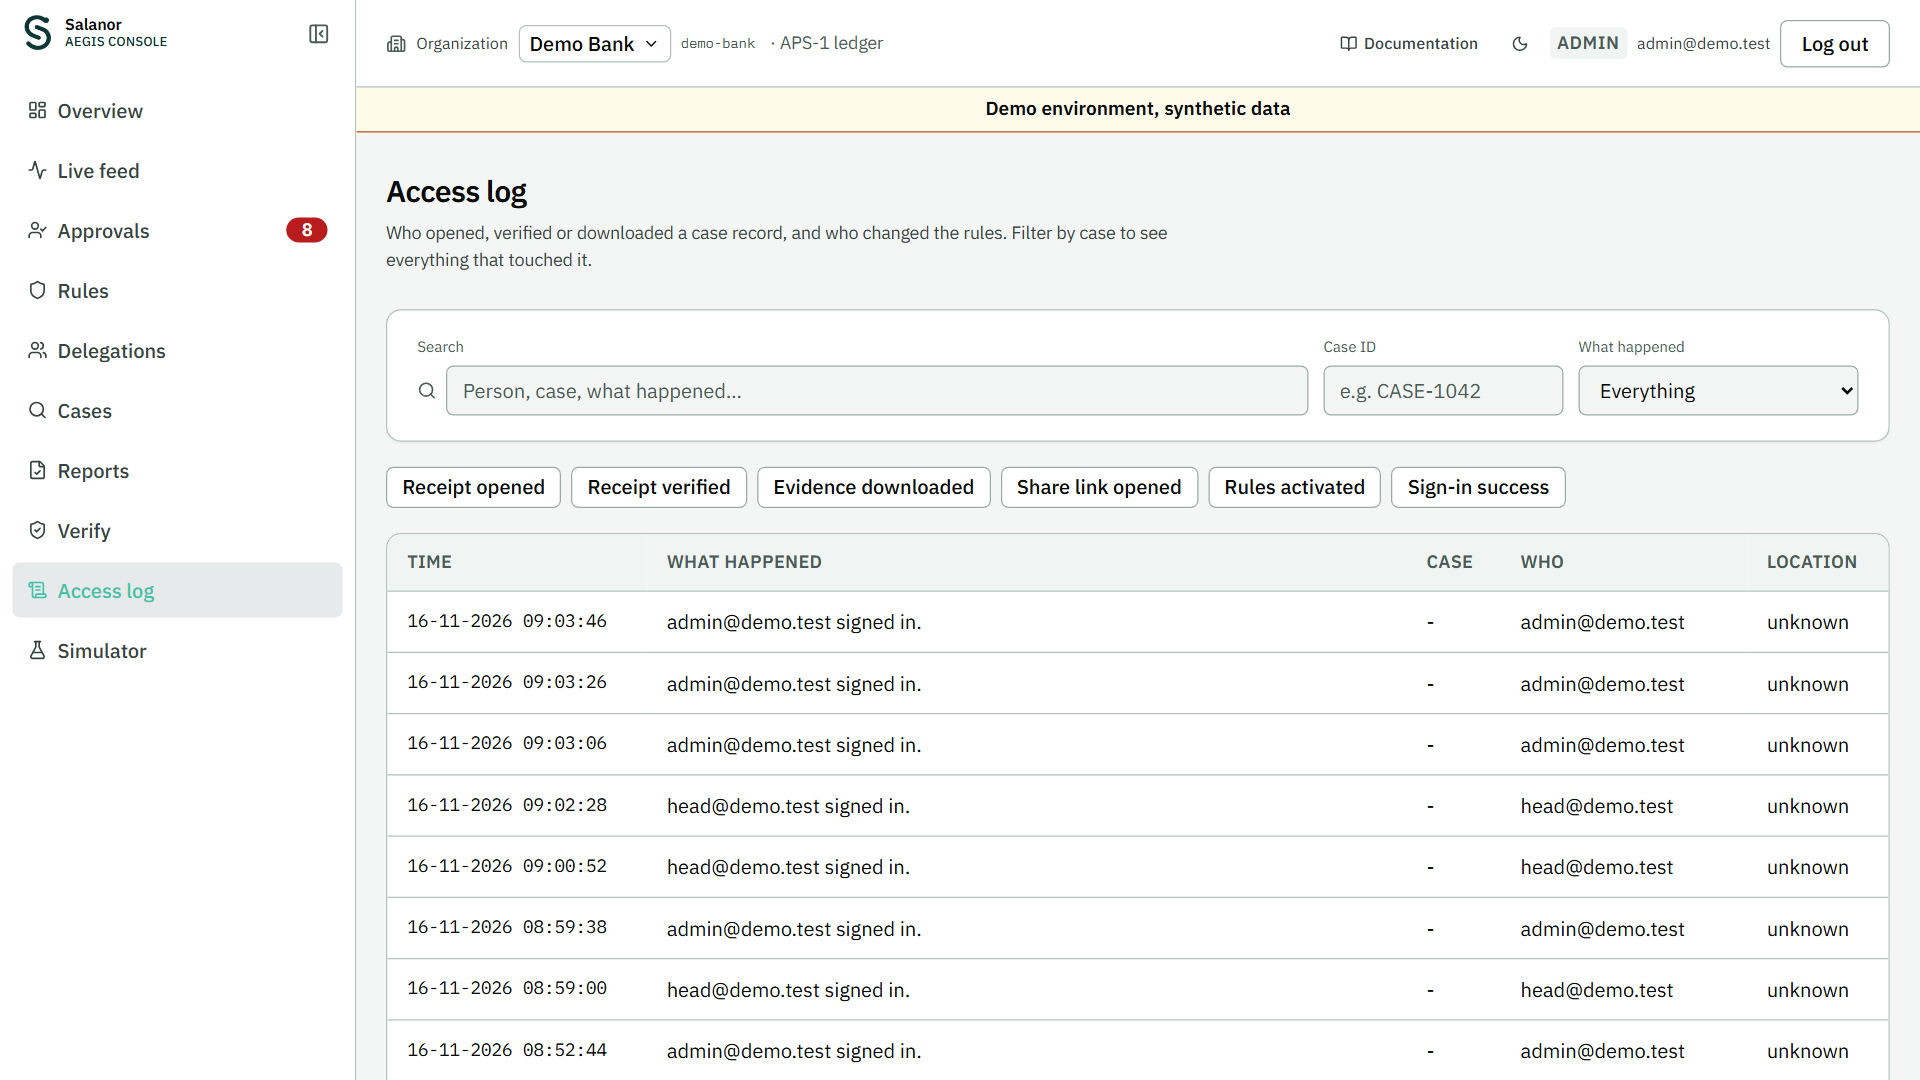 Salanor
AEGIS CONSOLE
Overview
Live feed
Approvals 8
Rules
Delegations
Cases
Reports
Verify
Access log
Simulator
Organization Demo Bank demo-bank · APS-1 ledger
Documentation ADMIN admin@demo.test Log out
Demo environment, synthetic data
Access log
Who opened, verified or downloaded a case record, and who changed the rules. Filter by case to see
everything that touched it.
Search Case ID What happened
Person, case, what happened... e.g. CASE-1042 Everything
Receipt opened Receipt verified Evidence downloaded Share link opened Rules activated Sign-in success
TIME WHAT HAPPENED CASE WHO LOCATION
16-11-2026 09:03:46 admin@demo.test signed in. - admin@demo.test unknown
16-11-2026 09:03:26 admin@demo.test signed in. - admin@demo.test unknown
16-11-2026 09:03:06 admin@demo.test signed in. - admin@demo.test unknown
16-11-2026 09:02:28 head@demo.test signed in. - head@demo.test unknown
16-11-2026 09:00:52 head@demo.test signed in. - head@demo.test unknown
16-11-2026 08:59:38 admin@demo.test signed in. - admin@demo.test unknown
16-11-2026 08:59:00 head@demo.test signed in. - head@demo.test unknown
16-11-2026 08:52:44 admin@demo.test signed in. - admin@demo.test unknown